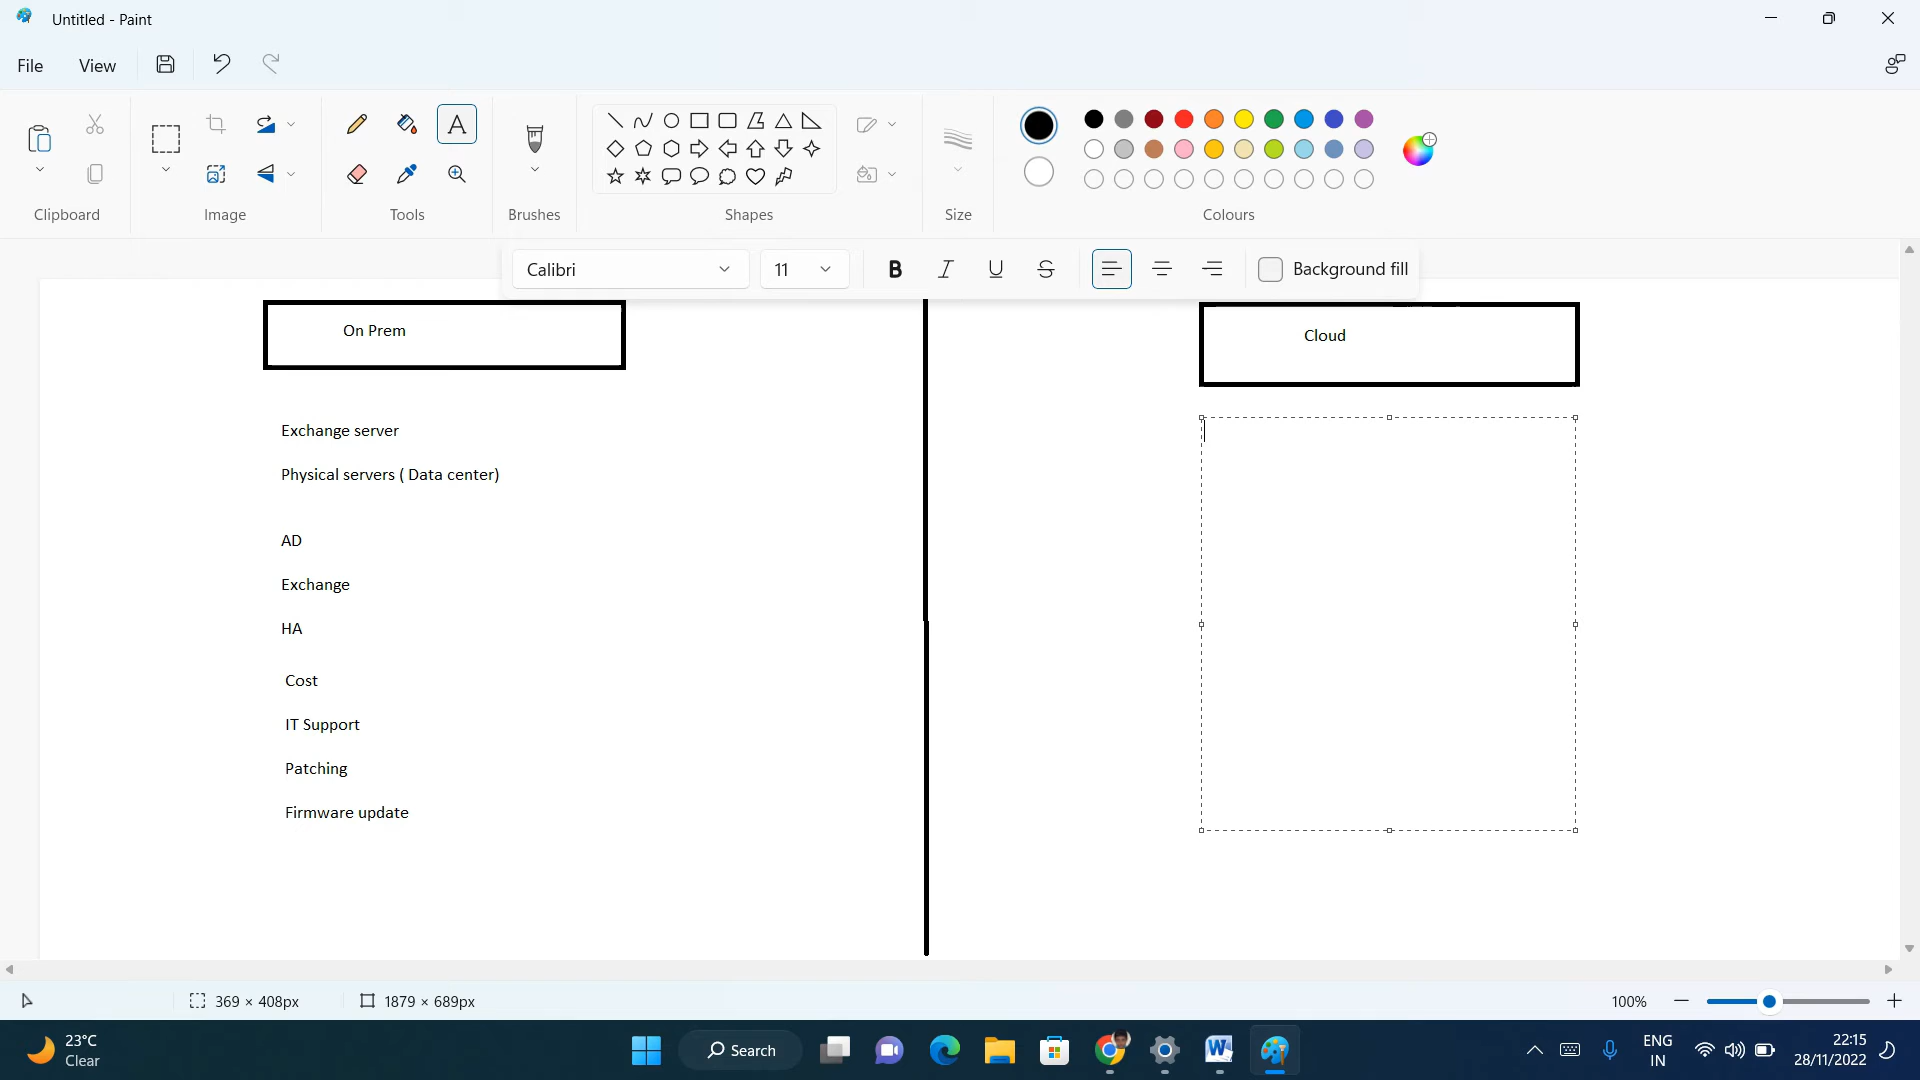 Untitled - Paint
File View
Clipboard Image Tools Brushes Shapes Size Colours
Calibri 11 B I U S Background fill
On Prem
Cloud
Exchange server
Physical servers ( Data center)
AD
Exchange
HA
Cost
IT Support
Patching
Firmware update
369 × 408px 1879 × 689px 100%
23°C
Clear
Search
ENG
IN
22:15
28/11/2022